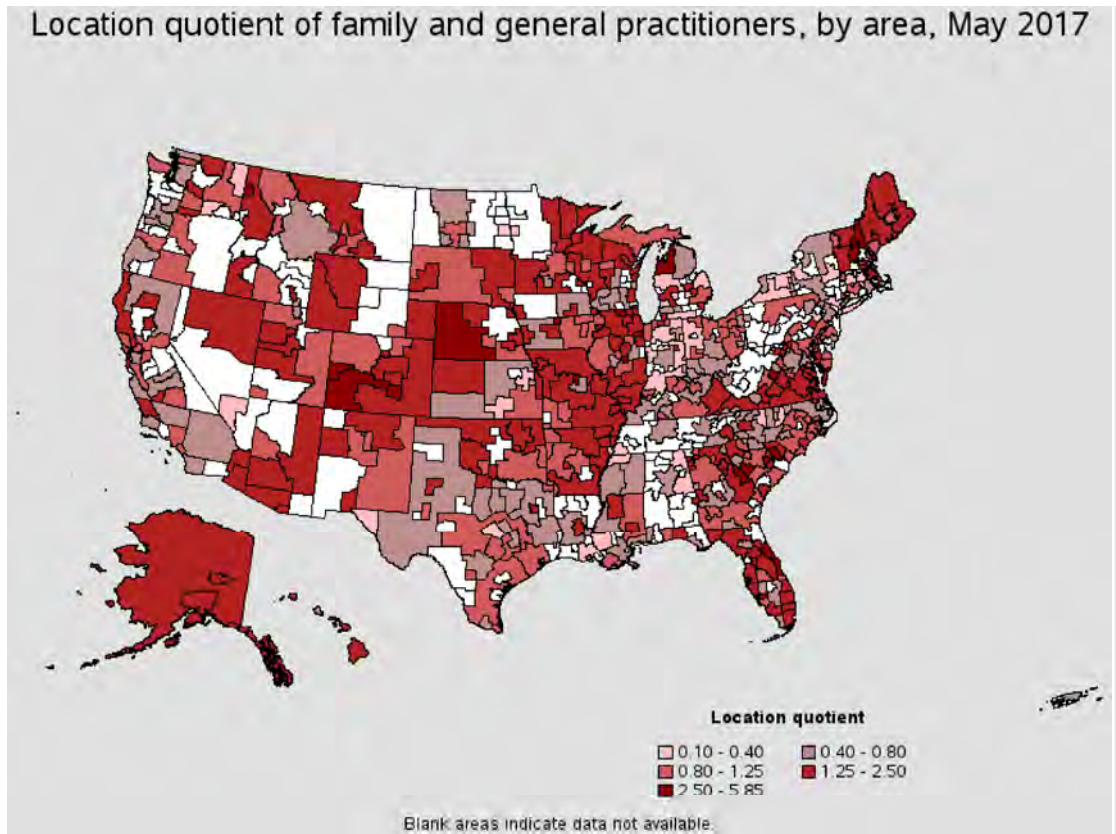 Location quotient of family and general practitioners, by area, May 2017
Location quotient
0.10 - 0.40 0.40 - 0.80
0.80 - 1.25 1.25 - 2.50
2.50 - 5.85
Blank areas indicate data not available.